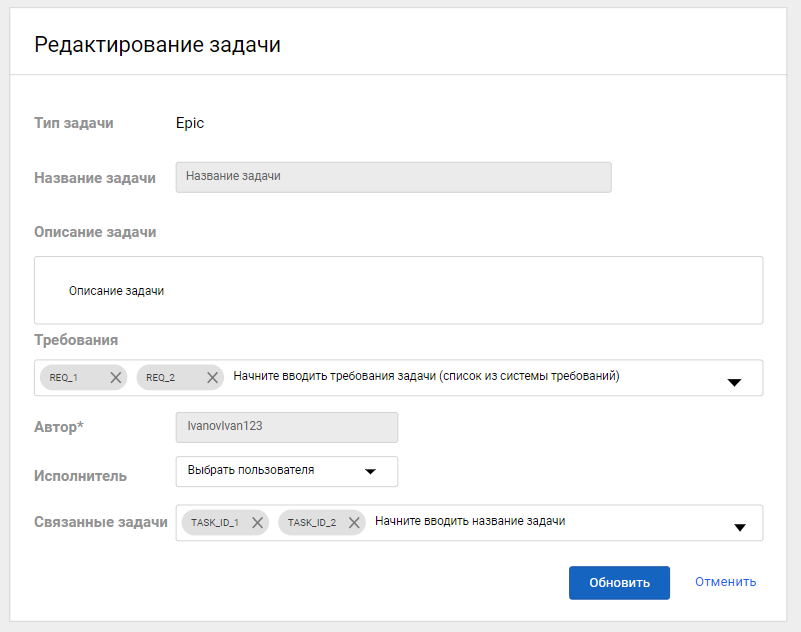 Редактирование задачи
Тип задачи Epic
Название задачи Название задачи
Описание задачи
Описание задачи
Требования
REQ_1 REQ_2 Начните вводить требования задачи (список из системы требований)
Автор* IvanovIvan123
Исполнитель Выбрать пользователя
Связанные задачи TASK_ID_1 TASK_ID_2 Начните вводить название задачи
Обновить Отменить